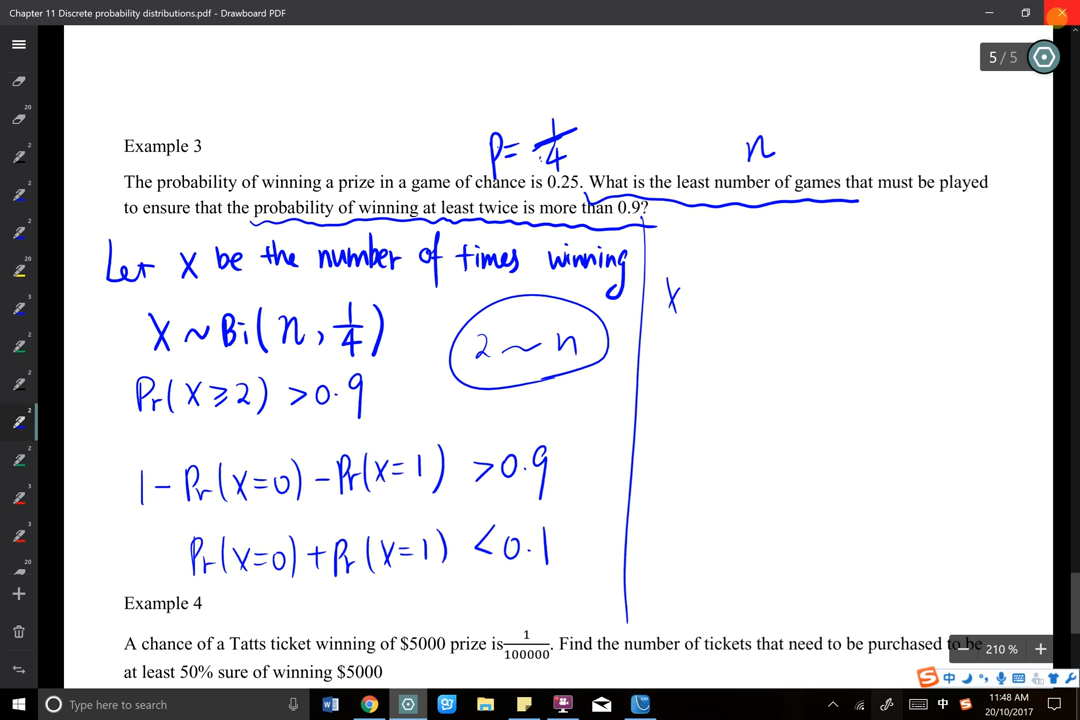 Chapter 11 Discrete probability distributions.pdf - Drawboard PDF
5 / 5
P = 1/4
n
Example 3
The probability of winning a prize in a game of chance is 0.25. What is the least number of games that must be played
to ensure that the probability of winning at least twice is more than 0.9?
Let X be the number of times winning
X
X ~ Bi(n, 1/4)
2 ~ n
Pr(X ≥ 2) > 0.9
1 - Pr(X=0) - Pr(X=1) > 0.9
Pr(X=0) + Pr(X=1) < 0.1
Example 4
A chance of a Tatts ticket winning of $5000 prize is 1/100000. Find the number of tickets that need to be purchased to be
at least 50% sure of winning $5000
210 %
中
Type here to search
中
11:48 AM
20/10/2017